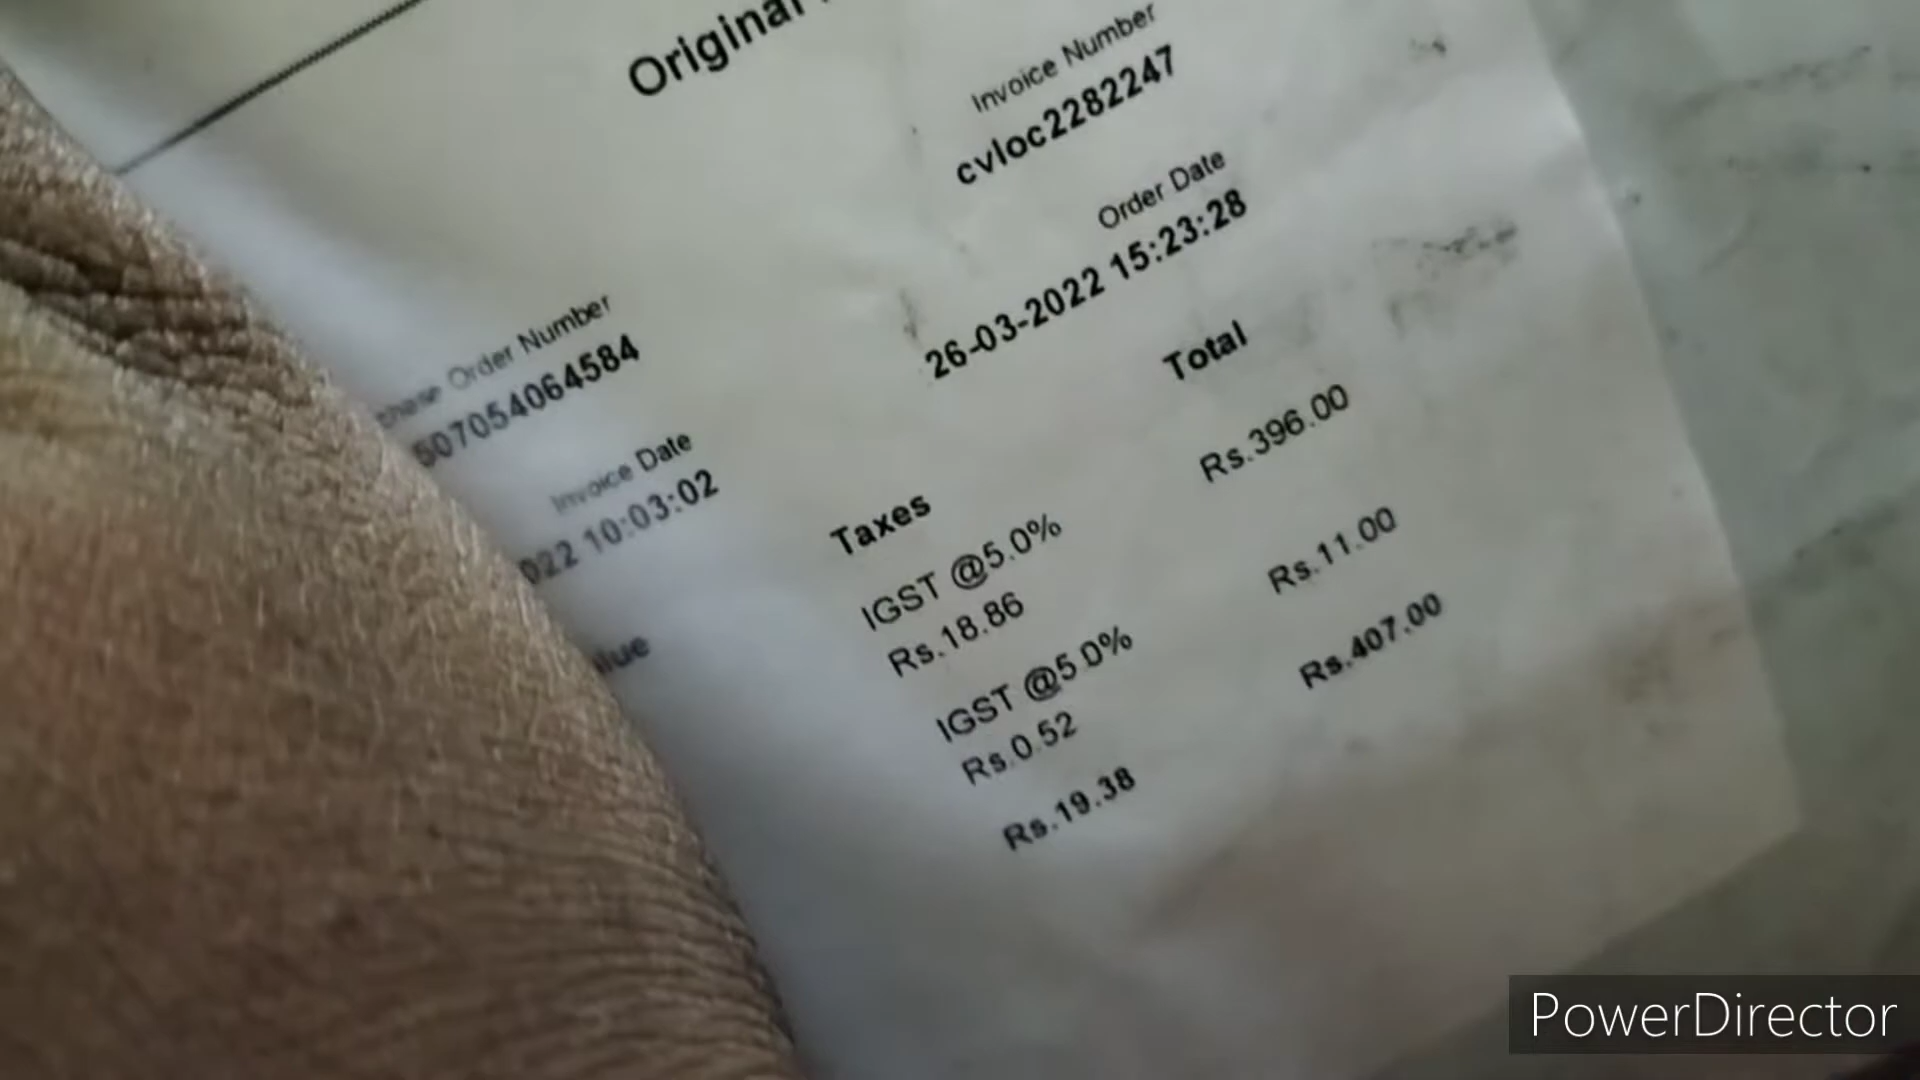 Original
Invoice Number
cvloc2282247
Order Number
507054064584
Order Date
26-03-2022 15:23:28
Invoice Date
022 10:03:02
Taxes
Total
IGST @5.0%
Rs.18.86
Rs.396.00
IGST @5.0%
Rs.0.52
Rs.11.00
Rs.19.38
Rs.407.00
PowerDirector